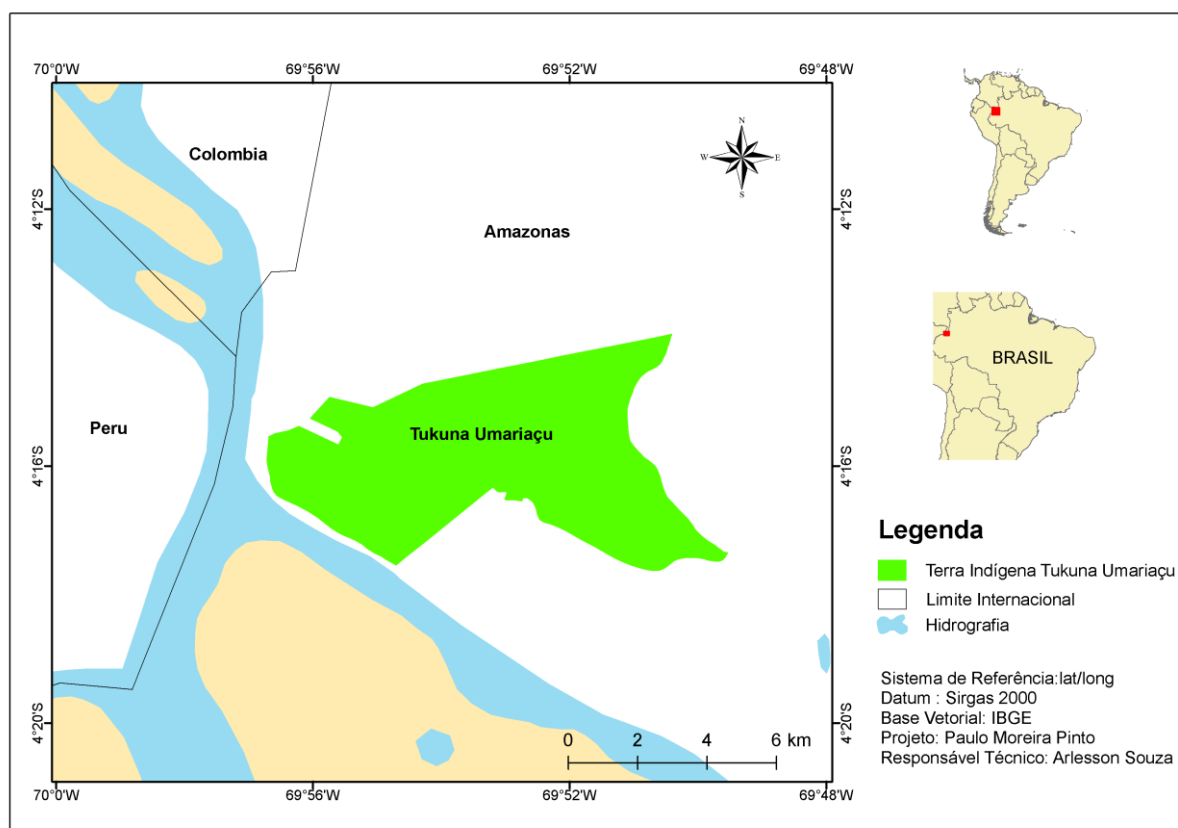 70°0'W 69°56'W 69°52'W 69°48'W
4°12'S
4°16'S
4°20'S
Colombia
Amazonas
Peru
Tukuna Umariaçu
N
W E
S
4°12'S
4°16'S
4°20'S
0 2 4 6 km
70°0'W 69°56'W 69°52'W 69°48'W
BRASIL
Legenda
Terra Indígena Tukuna Umariaçu
Limite Internacional
Hidrografia
Sistema de Referência:lat/long
Datum : Sirgas 2000
Base Vetorial: IBGE
Projeto: Paulo Moreira Pinto
Responsável Técnico: Arlesson Souza